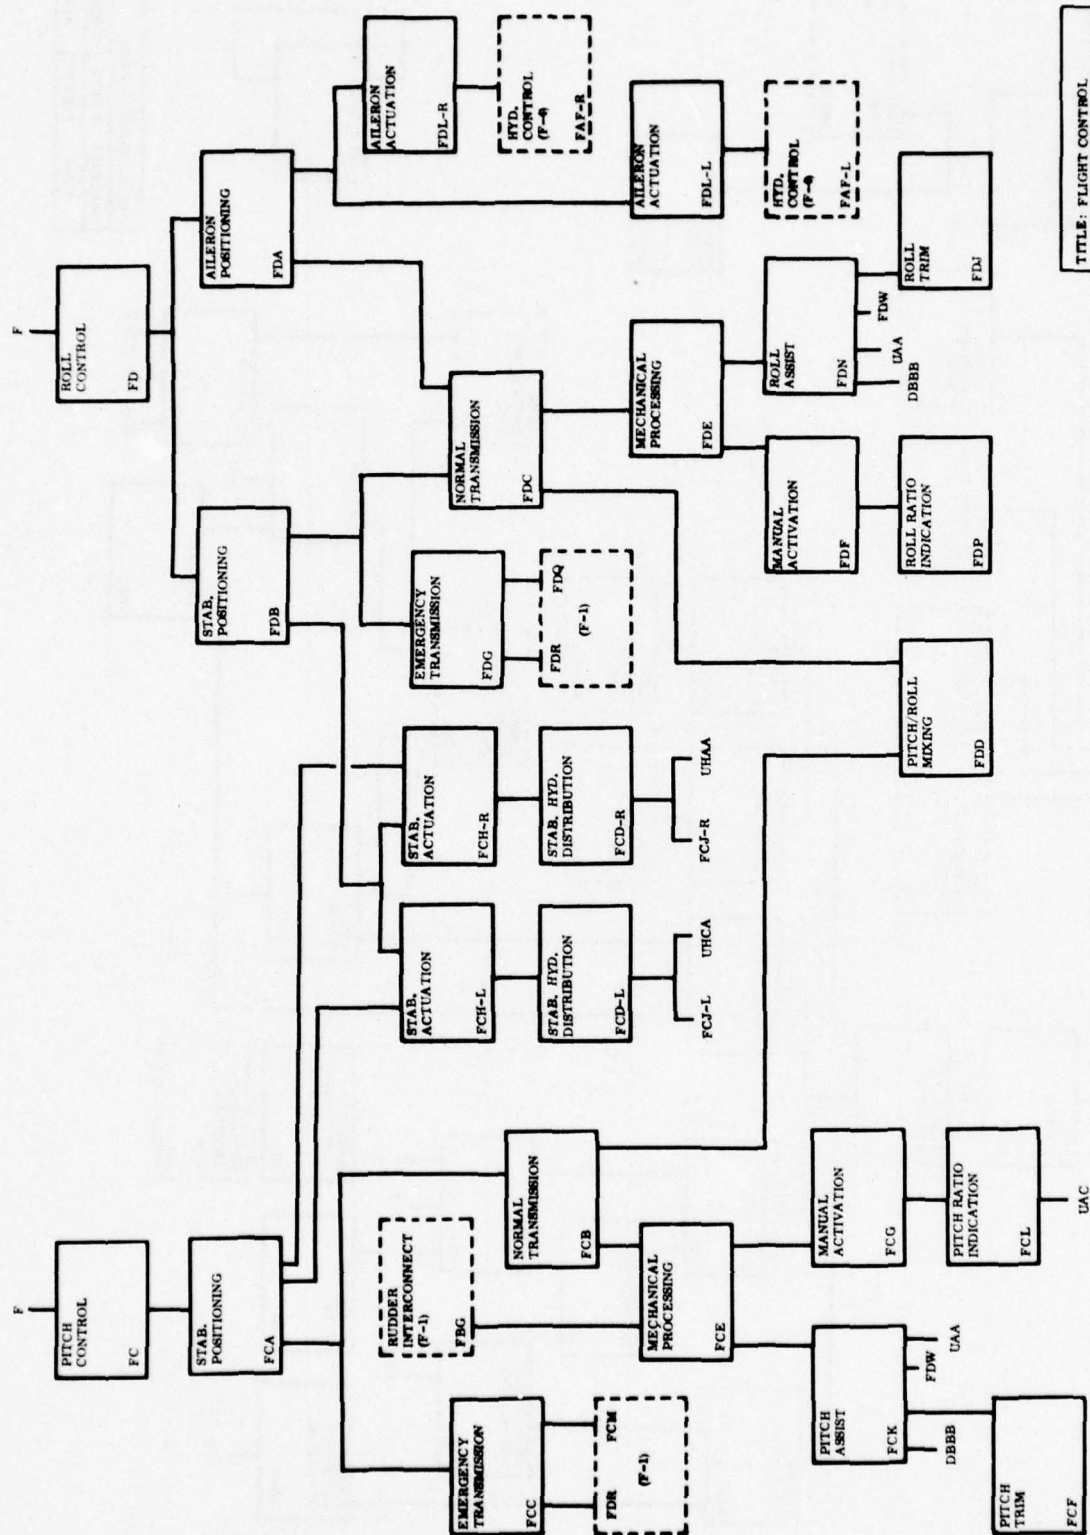 F
PITCH
CONTROL
FC
STAB.
POSITIONING
FCA
EMERGENCY
TRANSMISSION
FCC
FDR FCM
(F-1)
RUDDER
INTERCONNECT
(F-1)
FBG
NORMAL
TRANSMISSION
FCB
MECHANICAL
PROCESSING
FCE
PITCH
ASSIST
FCK
DBBB
FDW
UAA
PITCH
TRIM
FCF
MANUAL
ACTIVATION
FCG
PITCH RATIO
INDICATION
FCL
UAC
STAB.
ACTUATION
FCH-L
STAB. HYD.
DISTRIBUTION
FCD-L
FCJ-L
UHCA
STAB.
ACTUATION
FCH-R
STAB. HYD.
DISTRIBUTION
FCD-R
FCJ-R
UHAA
F
ROLL
CONTROL
FD
STAB.
POSITIONING
FDB
EMERGENCY
TRANSMISSION
FDG
FDR FDQ
(F-1)
NORMAL
TRANSMISSION
FDC
PITCH/ROLL
MIXING
FDD
MECHANICAL
PROCESSING
FDE
MANUAL
ACTIVATION
FDF
ROLL RATIO
INDICATION
FDP
ROLL
ASSIST
FDN
DBBB
UAA
FDW
ROLL
TRIM
FDJ
AILERON
POSITIONING
FDA
AILERON
ACTUATION
FDL-R
HYD.
CONTROL
(F-4)
FAF-R
AILERON
ACTUATION
FDL-L
HYD.
CONTROL
(F-4)
FAF-L
TITLE: FLIGHT CONTROL